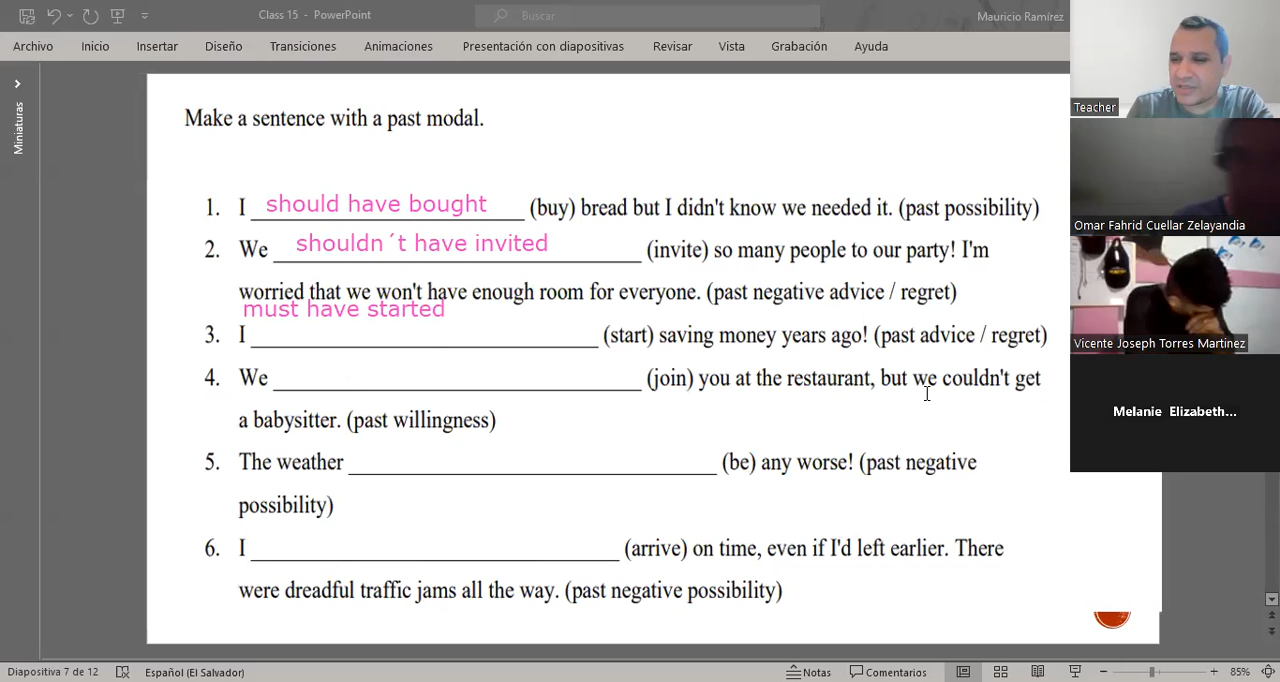 Class 15 - PowerPoint
Buscar
Mauricio Ramírez
Archivo Inicio Insertar Diseño Transiciones Animaciones Presentación con diapositivas Revisar Vista Grabación Ayuda
Miniaturas
Make a sentence with a past modal.
1. I should have bought (buy) bread but I didn't know we needed it. (past possibility)
2. We shouldn´t have invited (invite) so many people to our party! I'm
worried that we won't have enough room for everyone. (past negative advice / regret)
must have started
3. I ______ (start) saving money years ago! (past advice / regret)
4. We ______ (join) you at the restaurant, but we couldn't get
a babysitter. (past willingness)
5. The weather ______ (be) any worse! (past negative
possibility)
6. I ______ (arrive) on time, even if I'd left earlier. There
were dreadful traffic jams all the way. (past negative possibility)
Teacher
Omar Fahrid Cuellar Zelayandia
Vicente Joseph Torres Martinez
Melanie Elizabeth...
Diapositiva 7 de 12 Español (El Salvador) Notas Comentarios 85%